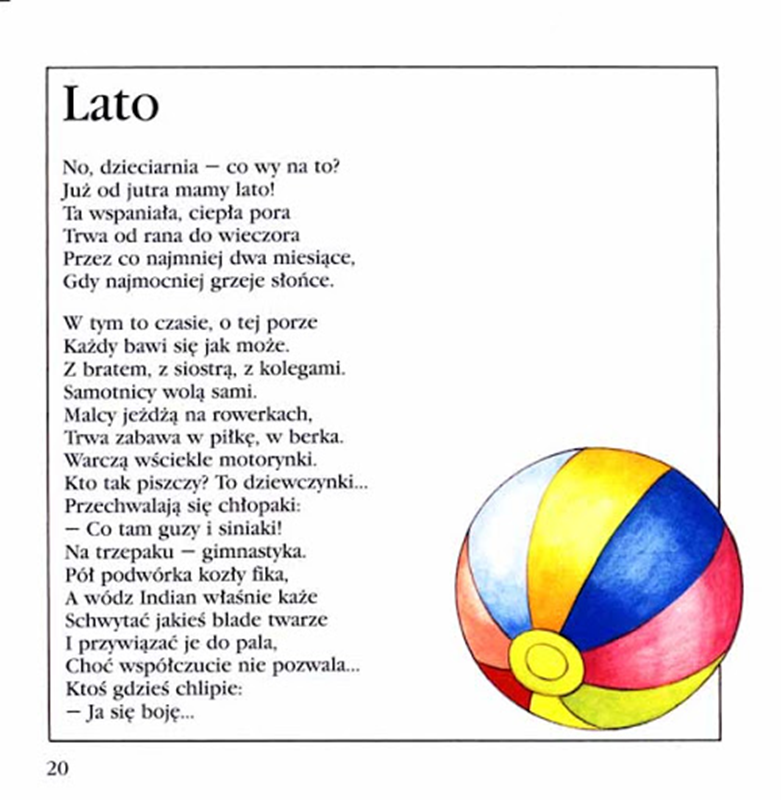 Lato
No, dzieciarnia — co wy na to?
Już od jutra mamy lato!
Ta wspaniała, ciepła pora
Trwa od rana do wieczora
Przez co najmniej dwa miesiące,
Gdy najmocniej grzeje słońce.
W tym to czasie, o tej porze
Każdy bawi się jak może.
Z bratem, z siostrą, z kolegami.
Samotnicy wolą sami.
Malcy jeżdżą na rowerkach,
Trwa zabawa w piłkę, w berka.
Warczą wściekle motorynki.
Kto tak piszczy? To dziewczynki...
Przechwalają się chłopaki:
— Co tam guzy i siniaki!
Na trzepaku — gimnastyka.
Pół podwórka kozły fika,
A wódz Indian właśnie każe
Schwytać jakieś blade twarze
I przywiązać je do pala,
Choć współczucie nie pozwala...
Ktoś gdzieś chlipie:
— Ja się boję...
20